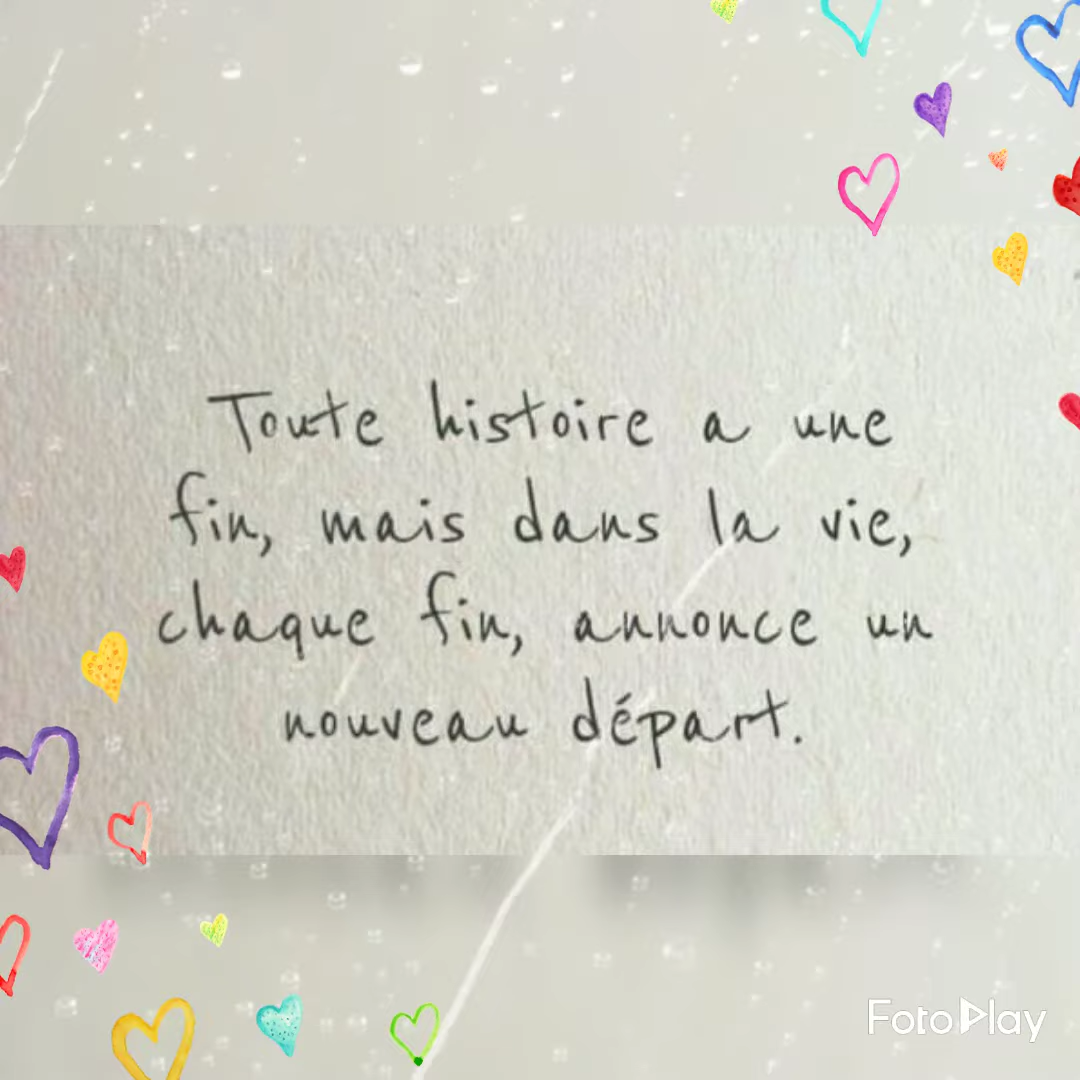 Toute histoire a une
fin, mais dans la vie,
chaque fin, annonce un
nouveau départ.
FotoPlay